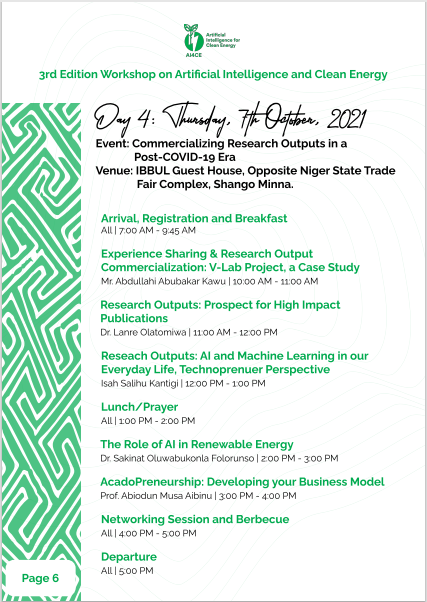 Artificial
Intelligence for
Clean Energy
AI4CE
3rd Edition Workshop on Artificial Intelligence and Clean Energy
Day 4: Thursday, 7th October, 2021
Event: Commercializing Research Outputs in a
Post-COVID-19 Era
Venue: IBBUL Guest House, Opposite Niger State Trade
Fair Complex, Shango Minna.
Arrival, Registration and Breakfast
All | 7:00 AM - 9:45 AM
Experience Sharing & Research Output
Commercialization: V-Lab Project, a Case Study
Mr. Abdullahi Abubakar Kawu | 10:00 AM - 11:00 AM
Research Outputs: Prospect for High Impact
Publications
Dr. Lanre Olatomiwa | 11:00 AM - 12:00 PM
Reseach Outputs: AI and Machine Learning in our
Everyday Life, Technoprenuer Perspective
Isah Salihu Kantigi | 12:00 PM - 1:00 PM
Lunch/Prayer
All | 1:00 PM - 2:00 PM
The Role of AI in Renewable Energy
Dr. Sakinat Oluwabukonla Folorunso | 2:00 PM - 3:00 PM
AcadoPreneurship: Developing your Business Model
Prof. Abiodun Musa Aibinu | 3:00 PM - 4:00 PM
Networking Session and Berbecue
All | 4:00 PM - 5:00 PM
Departure
All | 5:00 PM
Page 6